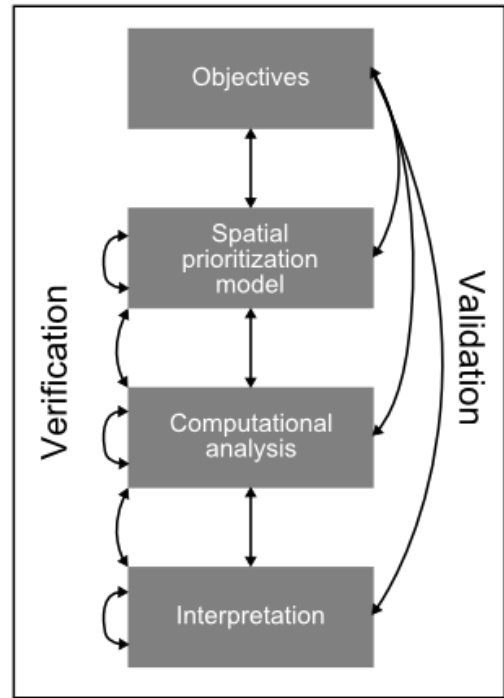 Objectives
Spatial
prioritization
model
Verification
Validation
Computational
analysis
Interpretation